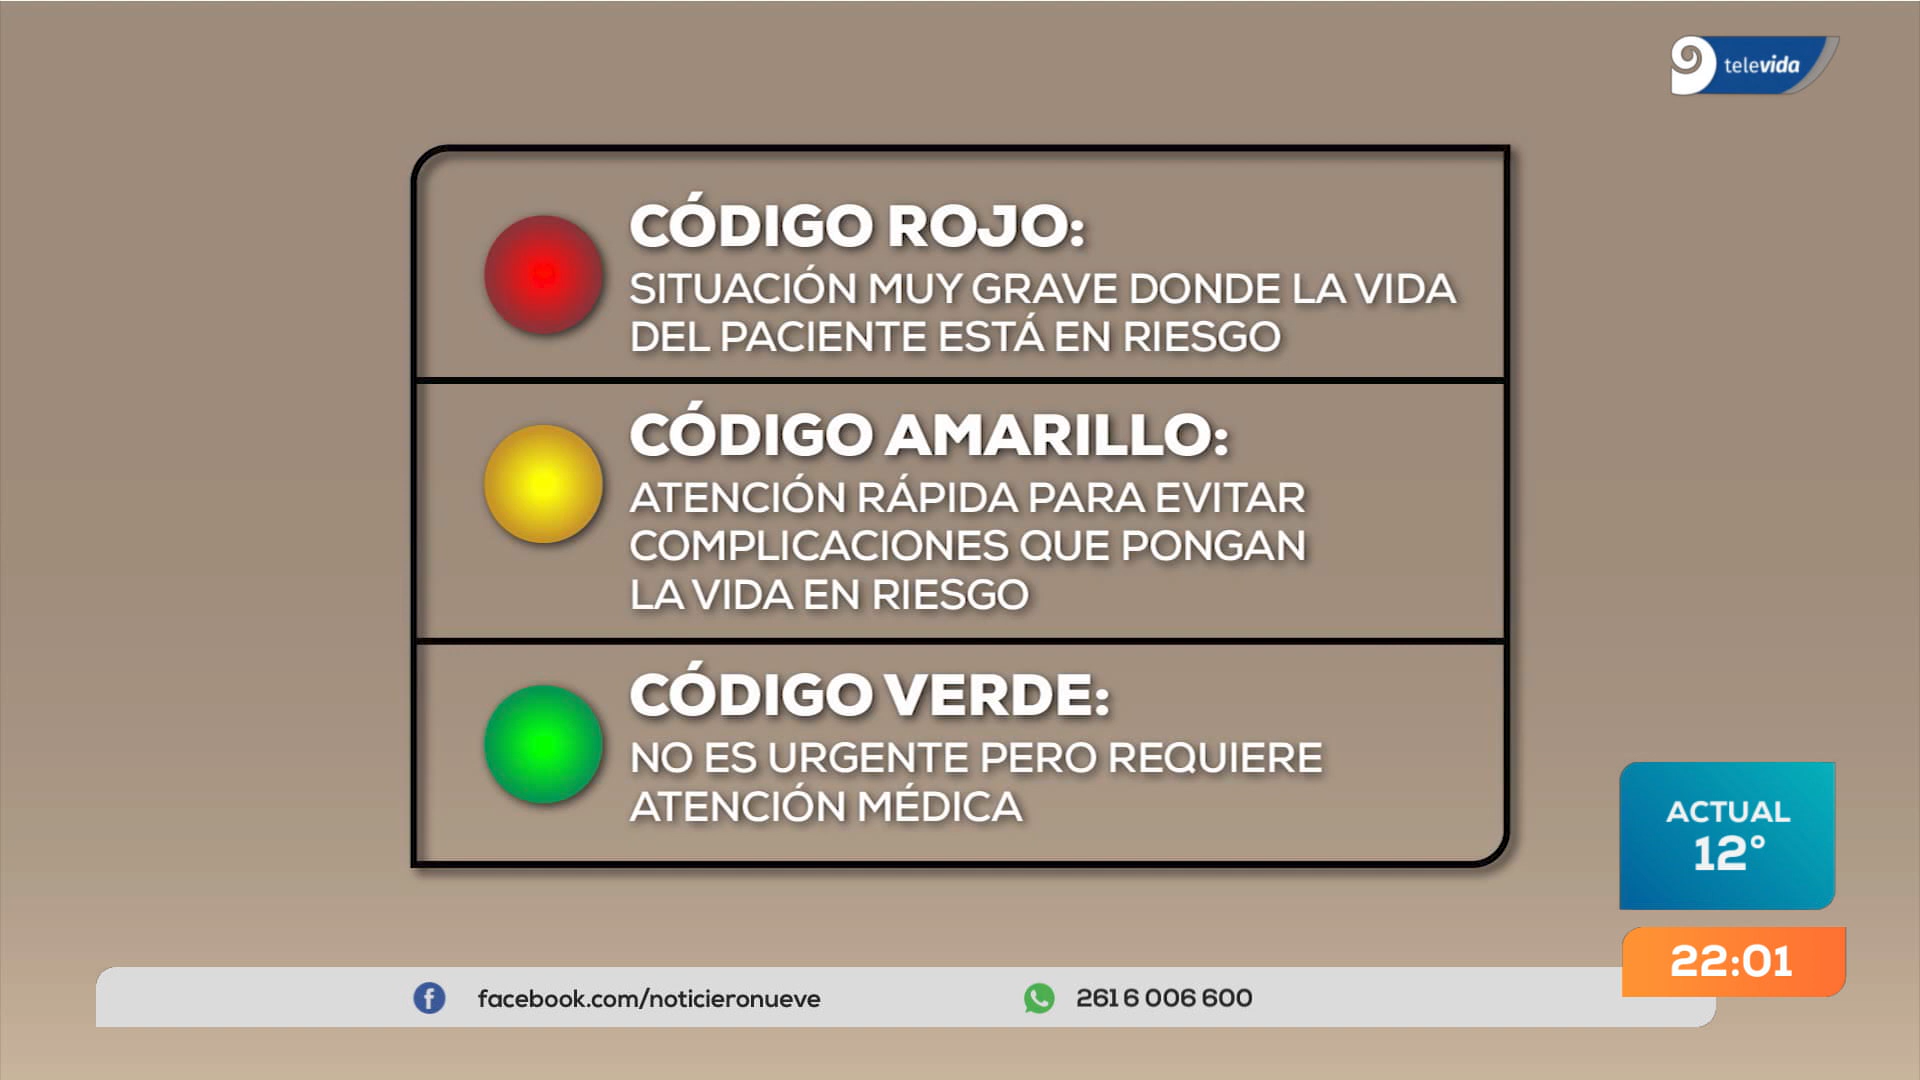 9 televida
CÓDIGO ROJO:
SITUACIÓN MUY GRAVE DONDE LA VIDA
DEL PACIENTE ESTÁ EN RIESGO
CÓDIGO AMARILLO:
ATENCIÓN RÁPIDA PARA EVITAR
COMPLICACIONES QUE PONGAN
LA VIDA EN RIESGO
CÓDIGO VERDE:
NO ES URGENTE PERO REQUIERE
ATENCIÓN MÉDICA
ACTUAL
12°
22:01
facebook.com/noticieronueve
261 6 006 600